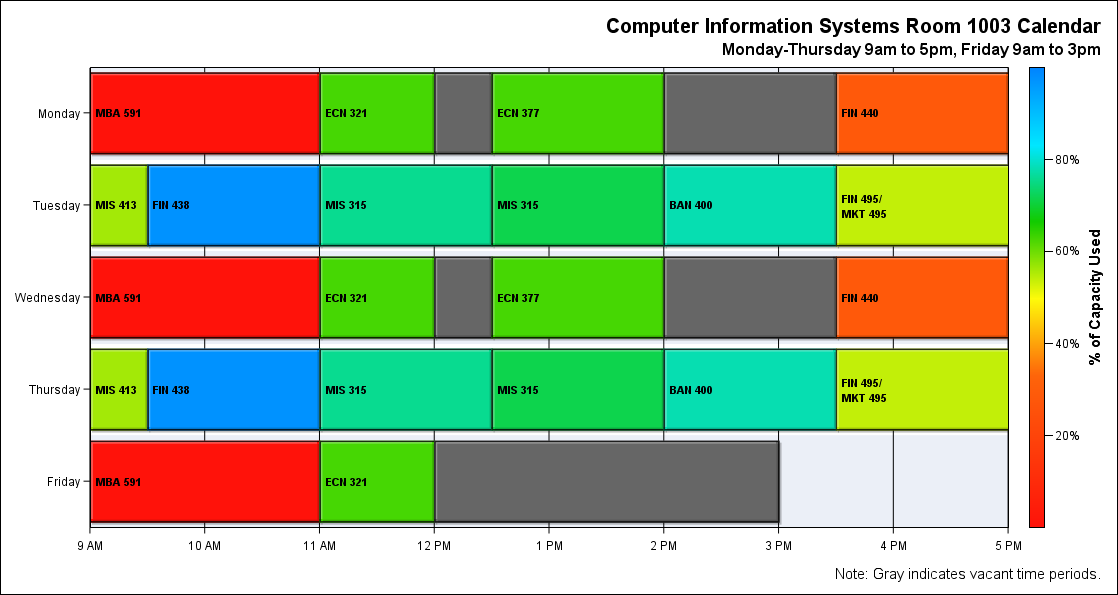 Computer Information Systems Room 1003 Calendar
Monday-Thursday 9am to 5pm, Friday 9am to 3pm
Monday
MBA 591
ECN 321
ECN 377
FIN 440
Tuesday
MIS 413
FIN 438
MIS 315
MIS 315
BAN 400
FIN 495/
MKT 495
Wednesday
MBA 591
ECN 321
ECN 377
FIN 440
Thursday
MIS 413
FIN 438
MIS 315
MIS 315
BAN 400
FIN 495/
MKT 495
Friday
MBA 591
ECN 321
9 AM
10 AM
11 AM
12 PM
1 PM
2 PM
3 PM
4 PM
5 PM
80%
60%
40%
20%
% of Capacity Used
Note: Gray indicates vacant time periods.